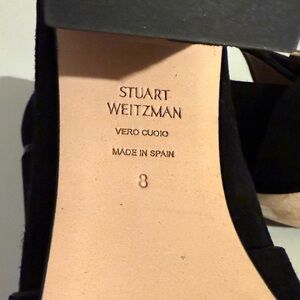 STUART
WEITZMAN
VERO CUOIO
MADE IN SPAIN
8